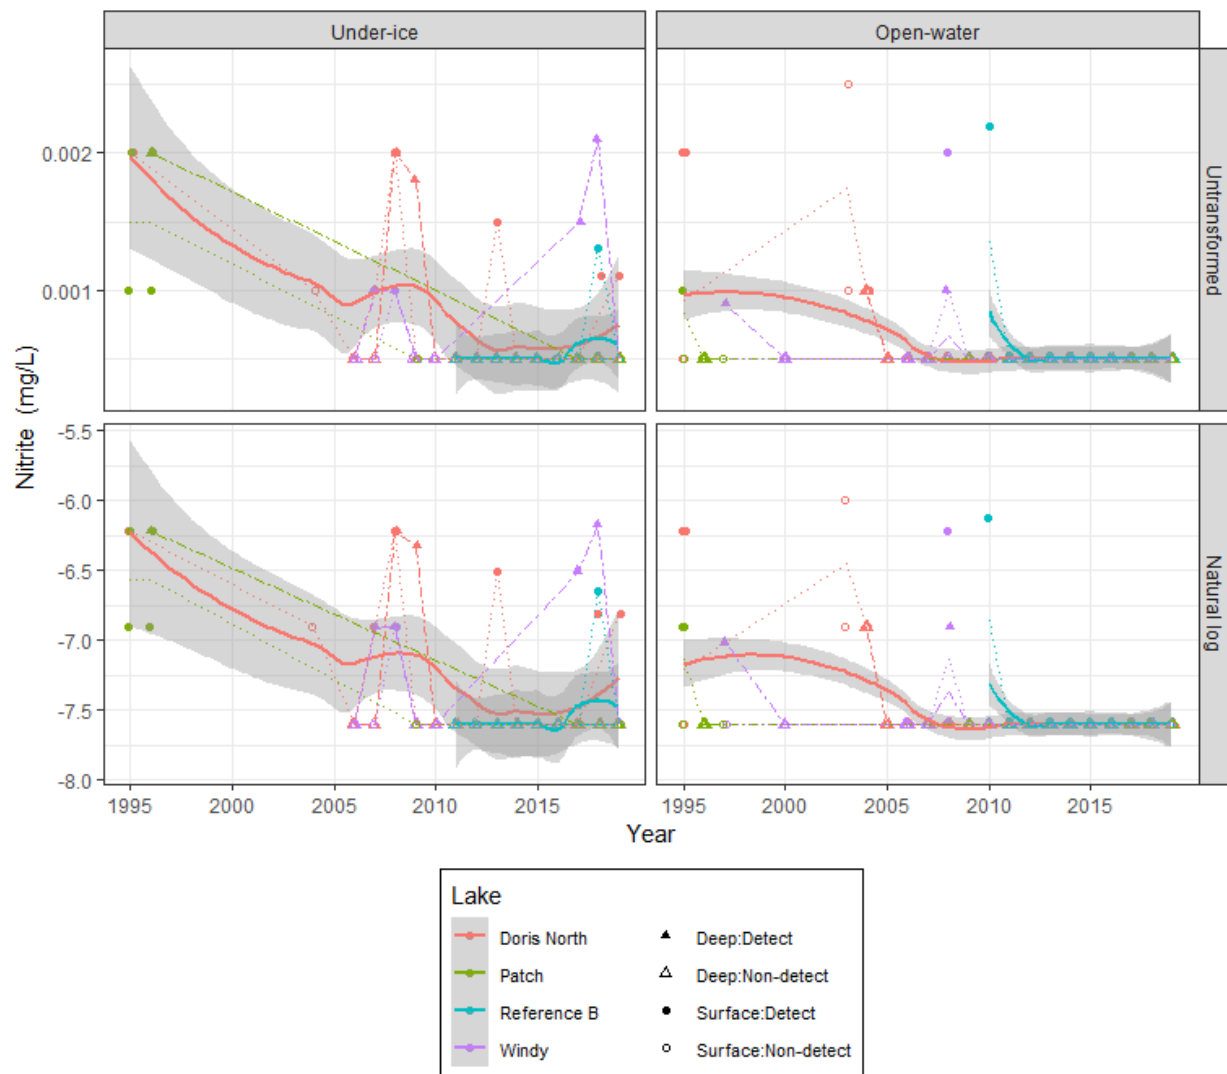 Under-ice Open-water
0.002
0.001
Untransformed
Nitrite (mg/L)
-5.5
-6.0
-6.5
-7.0
-7.5
-8.0
Natural log
1995 2000 2005 2010 2015 1995 2000 2005 2010 2015
Year
Lake
Doris North Deep:Detect
Patch Deep:Non-detect
Reference B Surface:Detect
Windy Surface:Non-detect